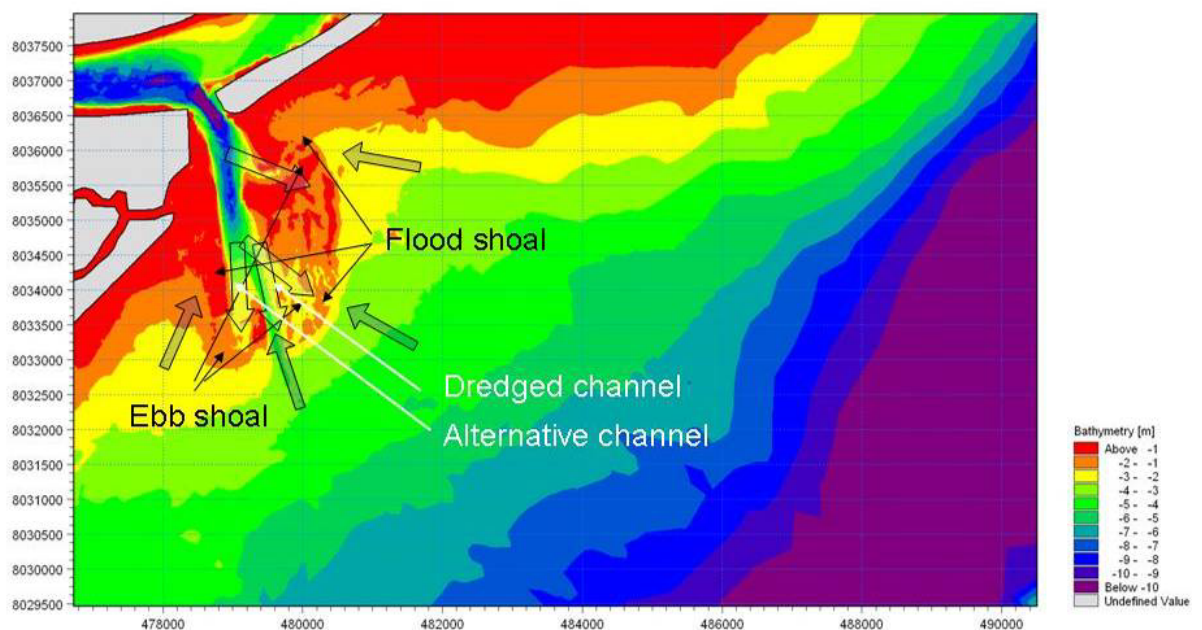 8037500
8037000
8036500
8036000
8035500
8035000
8034500
8034000
8033500
8033000
8032500
8032000
8031500
8031000
8030500
8030000
8029500
Flood shoal
Dredged channel
Ebb shoal
Alternative channel
478000 480000 482000 484000 486000 488000 490000
Bathymetry [m]
Above -1
-2 - -1
-3 - -2
-4 - -3
-5 - -4
-6 - -5
-7 - -6
-8 - -7
-9 - -8
-10 - -9
Below -10
Undefined Value